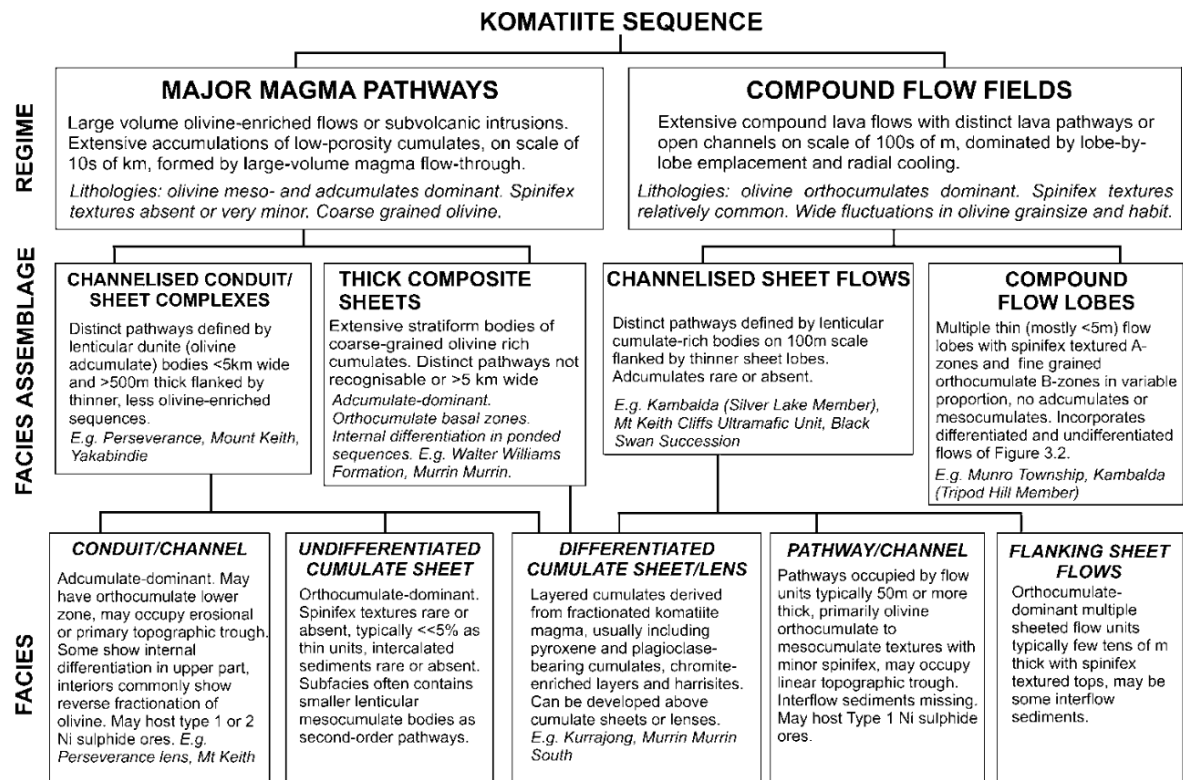 KOMATIITE SEQUENCE
REGIME
MAJOR MAGMA PATHWAYS
Large volume olivine-enriched flows or subvolcanic intrusions.
Extensive accumulations of low-porosity cumulates, on scale of
10s of km, formed by large-volume magma flow-through.
Lithologies: olivine meso- and adcumulates dominant. Spinifex
textures absent or very minor. Coarse grained olivine.
COMPOUND FLOW FIELDS
Extensive compound lava flows with distinct lava pathways or
open channels on scale of 100s of m, dominated by lobe-by-
lobe emplacement and radial cooling.
Lithologies: olivine orthocumulates dominant. Spinifex textures
relatively common. Wide fluctuations in olivine grainsize and habit.
FACIES ASSEMBLAGE
CHANNELISED CONDUIT/
SHEET COMPLEXES
Distinct pathways defined by
lenticular dunite (olivine
adcumulate) bodies <5km wide
and >500m thick flanked by
thinner, less olivine-enriched
sequences.
E.g. Perseverance, Mount Keith,
Yakabindie
THICK COMPOSITE
SHEETS
Extensive stratiform bodies of
coarse-grained olivine rich
cumulates. Distinct pathways not
recognisable or >5 km wide
Adcumulate-dominant.
Orthocumulate basal zones.
Internal differentiation in ponded
sequences. E.g. Walter Williams
Formation, Murrin Murrin.
CHANNELISED SHEET FLOWS
Distinct pathways defined by lenticular
cumulate-rich bodies on 100m scale
flanked by thinner sheet lobes.
Adcumulates rare or absent.
E.g. Kambalda (Silver Lake Member),
Mt Keith Cliffs Ultramafic Unit, Black
Swan Succession
COMPOUND
FLOW LOBES
Multiple thin (mostly <5m) flow
lobes with spinifex textured A-
zones and fine grained
orthocumulate B-zones in variable
proportion, no adcumulates or
mesocumulates. Incorporates
differentiated and undifferentiated
flows of Figure 3.2.
E.g. Munro Township, Kambalda
(Tripod Hill Member)
FACIES
CONDUIT/CHANNEL
Adcumulate-dominant. May
have orthocumulate lower
zone, may occupy erosional
or primary topographic trough.
Some show internal
differentiation in upper part,
interiors commonly show
reverse fractionation of
olivine. May host type 1 or 2
Ni sulphide ores. E.g.
Perseverance lens, Mt Keith
UNDIFFERENTIATED
CUMULATE SHEET
Orthocumulate-dominant.
Spinifex textures rare or
absent, typically <<5% as
thin units, intercalated
sediments rare or absent.
Subfacies often contains
smaller lenticular
mesocumulate bodies as
second-order pathways.
DIFFERENTIATED
CUMULATE SHEET/LENS
Layered cumulates derived
from fractionated komatiite
magma, usually including
pyroxene and plagioclase-
bearing cumulates, chromite-
enriched layers and harrisites.
Can be developed above
cumulate sheets or lenses.
E.g. Kurrajong, Murrin Murrin
South
PATHWAY/CHANNEL
Pathways occupied by flow
units typically 50m or more
thick, primarily olivine
orthocumulate to
mesocumulate textures with
minor spinifex, may occupy
linear topographic trough.
Interflow sediments missing.
May host Type 1 Ni sulphide
ores.
FLANKING SHEET
FLOWS
Orthocumulate-
dominant multiple
sheeted flow units
typically few tens of m
thick with spinifex
textured tops, may be
some interflow
sediments.